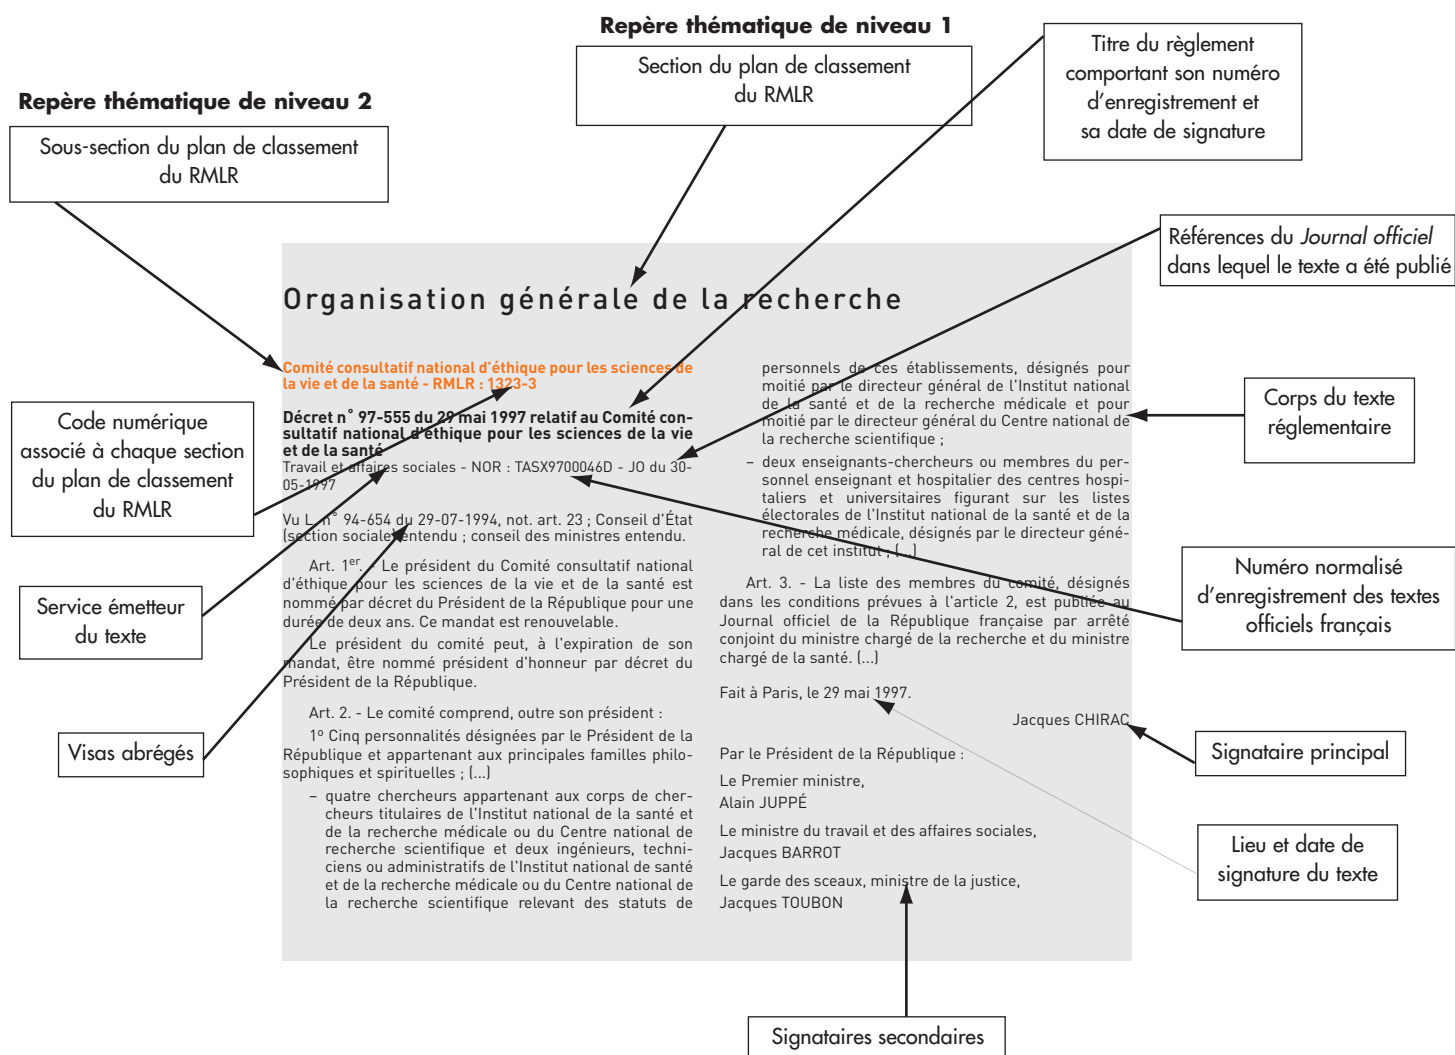 Repère thématique de niveau 1
Section du plan de classement
du RMLR
Titre du règlement
comportant son numéro
d'enregistrement et
sa date de signature
Repère thématique de niveau 2
Sous-section du plan de classement
du RMLR
Références du Journal officiel
dans lequel le texte a été publié
Organisation générale de la recherche
Comité consultatif national d'éthique pour les sciences de
la vie et de la santé - RMLR : 1323-3
Décret n° 97-555 du 29 mai 1997 relatif au Comité con-
sultatif national d'éthique pour les sciences de la vie
et de la santé
Travail et affaires sociales - NOR : TASX9700046D - JO du 30-
05-1997
Vu L. n° 94-654 du 29-07-1994, not. art. 23 ; Conseil d'État
(section sociale) entendu ; conseil des ministres entendu.
Art. 1er. - Le président du Comité consultatif national
d'éthique pour les sciences de la vie et de la santé est
nommé par décret du Président de la République pour une
durée de deux ans. Ce mandat est renouvelable.
Le président du comité peut, à l'expiration de son
mandat, être nommé président d'honneur par décret du
Président de la République.
Art. 2. - Le comité comprend, outre son président :
1º Cinq personnalités désignées par le Président de la
République et appartenant aux principales familles philo-
sophiques et spirituelles ; (...)
– quatre chercheurs appartenant aux corps de cher-
cheurs titulaires de l'Institut national de la santé et
de la recherche médicale ou du Centre national de
recherche scientifique et deux ingénieurs, techni-
ciens ou administratifs de l'Institut national de santé
et de la recherche médicale ou du Centre national de
la recherche scientifique relevant des statuts de
personnels de ces établissements, désignés pour
moitié par le directeur général de l'Institut national
de la santé et de la recherche médicale et pour
moitié par le directeur général du Centre national de
la recherche scientifique ;
– deux enseignants-chercheurs ou membres du per-
sonnel enseignant et hospitalier des centres hospi-
taliers et universitaires figurant sur les listes
électorales de l'Institut national de la santé et de la
recherche médicale, désignés par le directeur géné-
ral de cet institut ; (...)
Art. 3. - La liste des membres du comité, désignés
dans les conditions prévues à l'article 2, est publiée au
Journal officiel de la République française par arrêté
conjoint du ministre chargé de la recherche et du ministre
chargé de la santé. (...)
Fait à Paris, le 29 mai 1997.
Jacques CHIRAC
Par le Président de la République :
Le Premier ministre,
Alain JUPPÉ
Le ministre du travail et des affaires sociales,
Jacques BARROT
Le garde des sceaux, ministre de la justice,
Jacques TOUBON
Code numérique
associé à chaque section
du plan de classement
du RMLR
Service émetteur
du texte
Visas abrégés
Corps du texte
réglementaire
Numéro normalisé
d'enregistrement des textes
officiels français
Signataire principal
Lieu et date de
signature du texte
Signataires secondaires